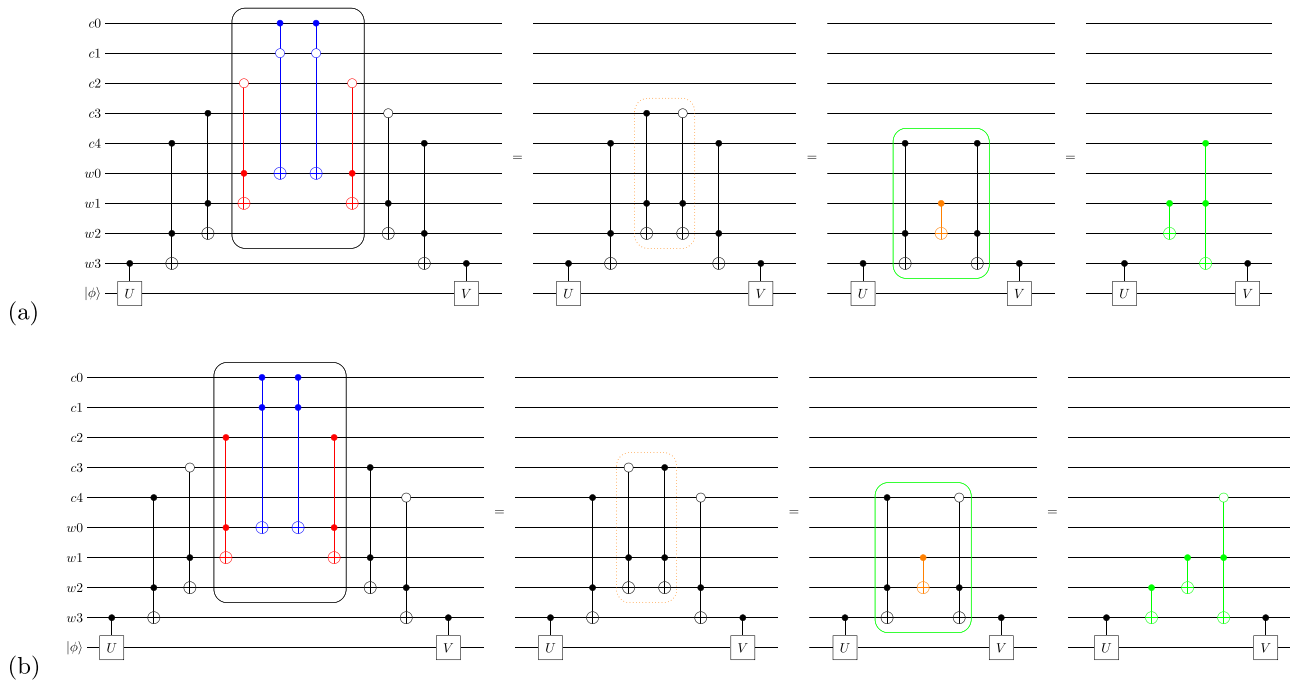 c0
c1
c2
c3
c4
= = =
w0
w1
w2
w3
|ϕ⟩ U V U V U V U V
(a)
c0
c1
c2
c3
c4
= = =
w0
w1
w2
w3
|ϕ⟩ U V U V U V U V
(b)